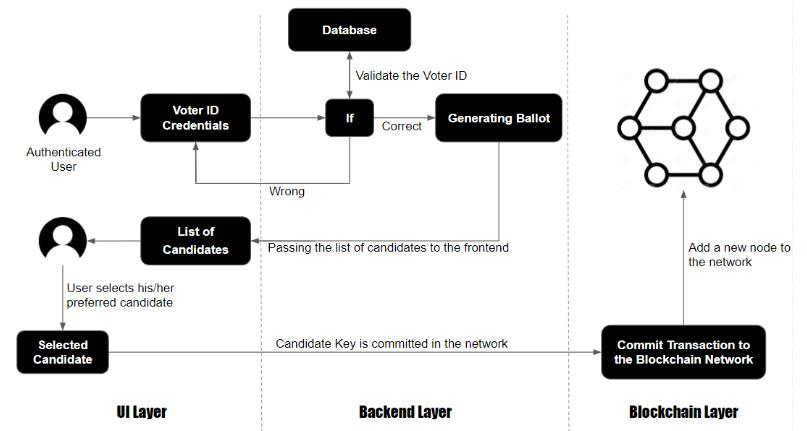 Database
Validate the Voter ID
Voter ID
Credentials
If
Correct
Generating Ballot
Authenticated
User
Wrong
List of
Candidates
Passing the list of candidates to the frontend
Add a new node to
the network
User selects his/her
preferred candidate
Selected
Candidate
Candidate Key is committed in the network
Commit Transaction to
the Blockchain Network
UI Layer
Backend Layer
Blockchain Layer